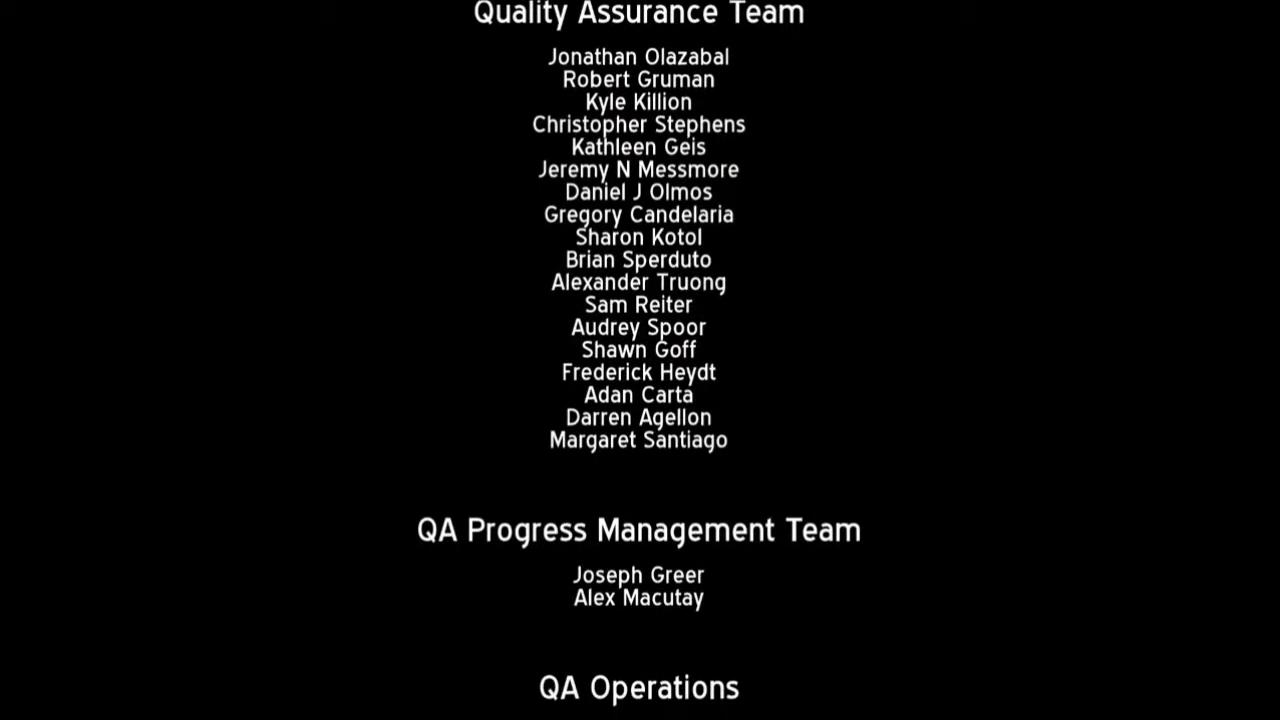 Quality Assurance Team
Jonathan Olazabal
Robert Gruman
Kyle Killion
Christopher Stephens
Kathleen Geis
Jeremy N Messmore
Daniel J Olmos
Gregory Candelaria
Sharon Kotol
Brian Sperduto
Alexander Truong
Sam Reiter
Audrey Spoor
Shawn Goff
Frederick Heydt
Adan Carta
Darren Agellon
Margaret Santiago
QA Progress Management Team
Joseph Greer
Alex Macutay
QA Operations